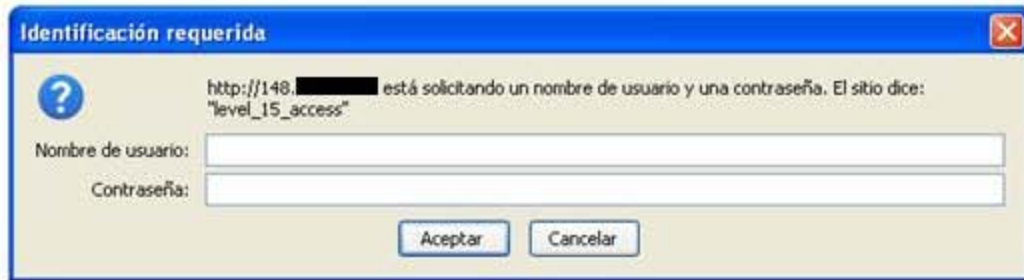 Identificación requerida
http://148. está solicitando un nombre de usuario y una contraseña. El sitio dice:
"level_15_access"
Nombre de usuario:
Contraseña:
Aceptar
Cancelar